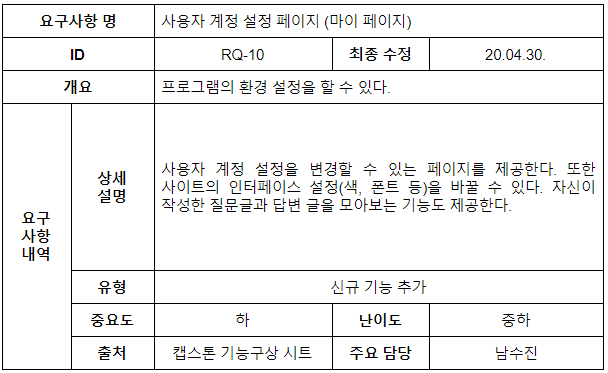 요구사항 명 사용자 계정 설정 페이지 (마이 페이지)
ID RQ-10 최종 수정 20.04.30.
개요 프로그램의 환경 설정을 할 수 있다.
요구
사항
내역
상세
설명
사용자 계정 설정을 변경할 수 있는 페이지를 제공한다. 또한
사이트의 인터페이스 설정(색, 폰트 등)을 바꿀 수 있다. 자신이
작성한 질문글과 답변 글을 모아보는 기능도 제공한다.
유형 신규 기능 추가
중요도 하 난이도 중하
출처 캡스톤 기능구상 시트 주요 담당 남수진